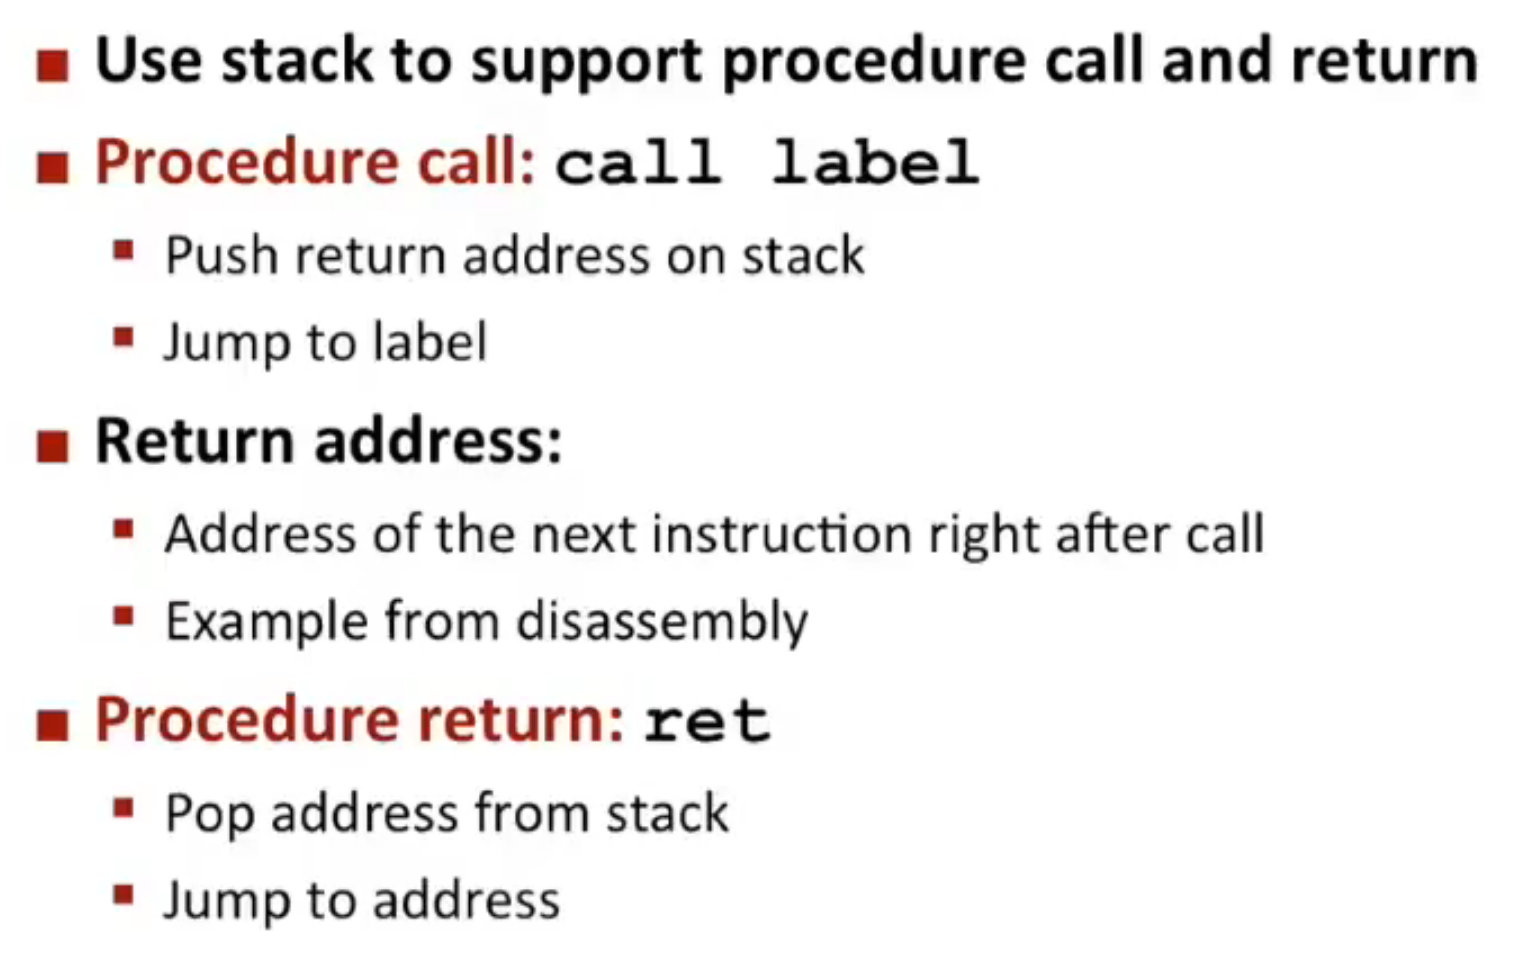 Use stack to support procedure call and return
Procedure call: call label
Push return address on stack
Jump to label
Return address:
Address of the next instruction right after call
Example from disassembly
Procedure return: ret
Pop address from stack
Jump to address